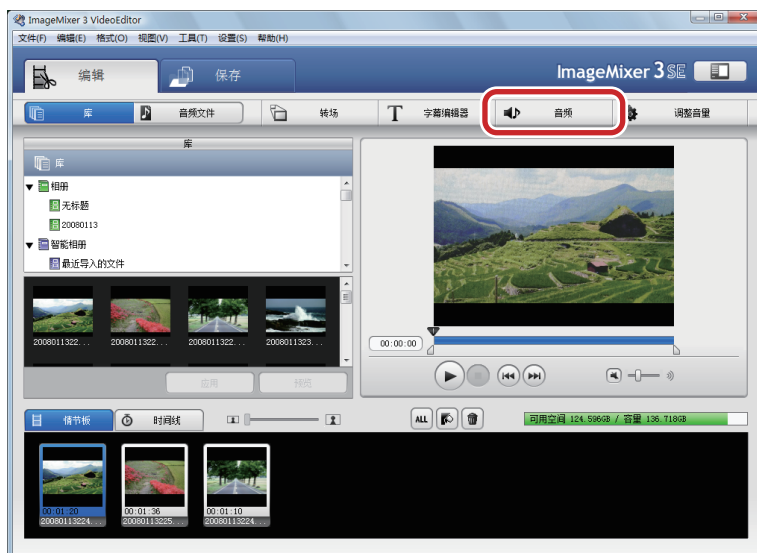 ImageMixer 3 VideoEditor
文件(F) 编辑(E) 格式(O) 视图(V) 工具(T) 设置(S) 帮助(H)
编辑 保存 ImageMixer 3 SE
库 音频文件 转场 T 字幕编辑器 音频 调整音量
库
库
相册
无标题
20080113
智能相册
最近导入的文件
2008011322... 2008011322... 2008011322... 2008011323...
00:00:00
应用 预览
情节板 时间线 ALL 可用空间 124.596GB / 容量 136.718GB
00:01:20 00:01:36 00:01:10
20080113224... 20080113225... 20080113224...